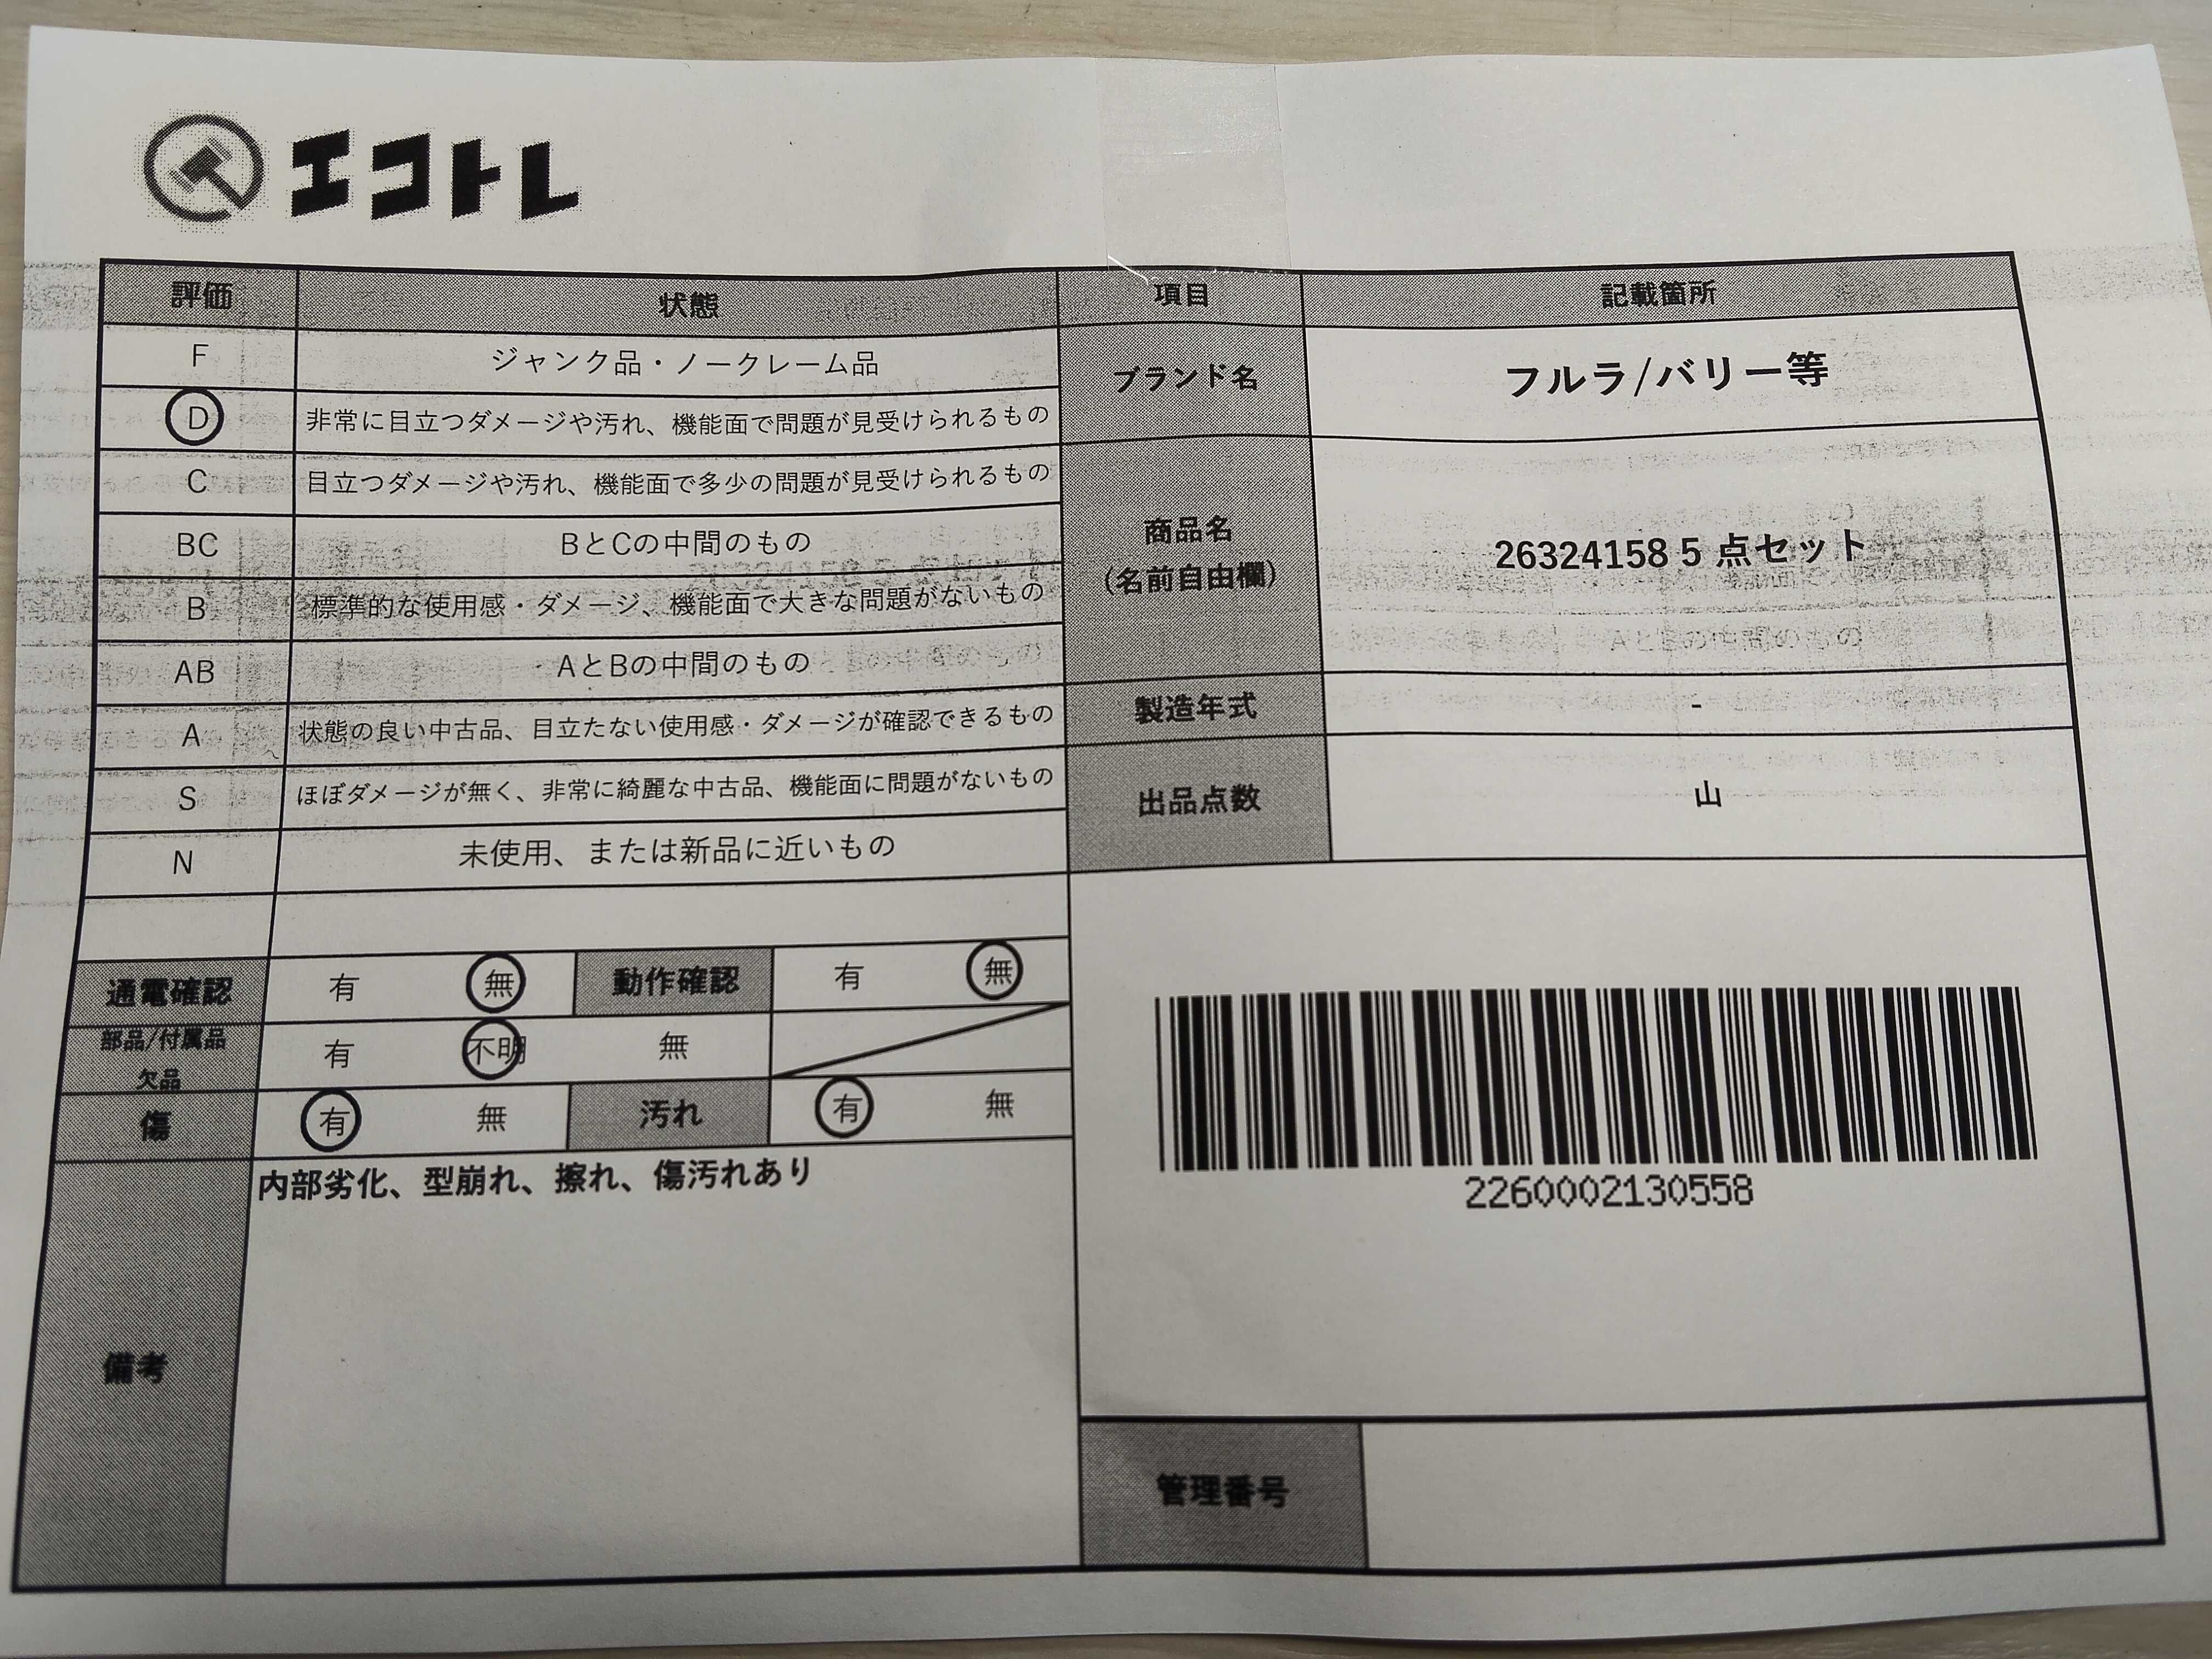 エコトレ
評価 状態 項目 記載箇所
F ジャンク品・ノークレーム品
D 非常に目立つダメージや汚れ、機能面で問題が見受けられるもの
C 目立つダメージや汚れ、機能面で多少の問題が見受けられるもの
BC BとCの中間のもの
B 標準的な使用感・ダメージ、機能面で大きな問題がないもの
AB AとBの中間のもの
A 状態の良い中古品、目立たない使用感・ダメージが確認できるもの
S ほぼダメージが無く、非常に綺麗な中古品、機能面に問題がないもの
N 未使用、または新品に近いもの
ブランド名 フルラ/バリー等
商品名
(名前自由欄)
26324158 5 点セット
製造年式 -
出品点数 山
通電確認 有 無 動作確認 有 無
部品/付属品
欠品
有 不明 無
傷 有 無 汚れ 有 無
備考
内部劣化、型崩れ、擦れ、傷汚れあり
2260002130558
管理番号